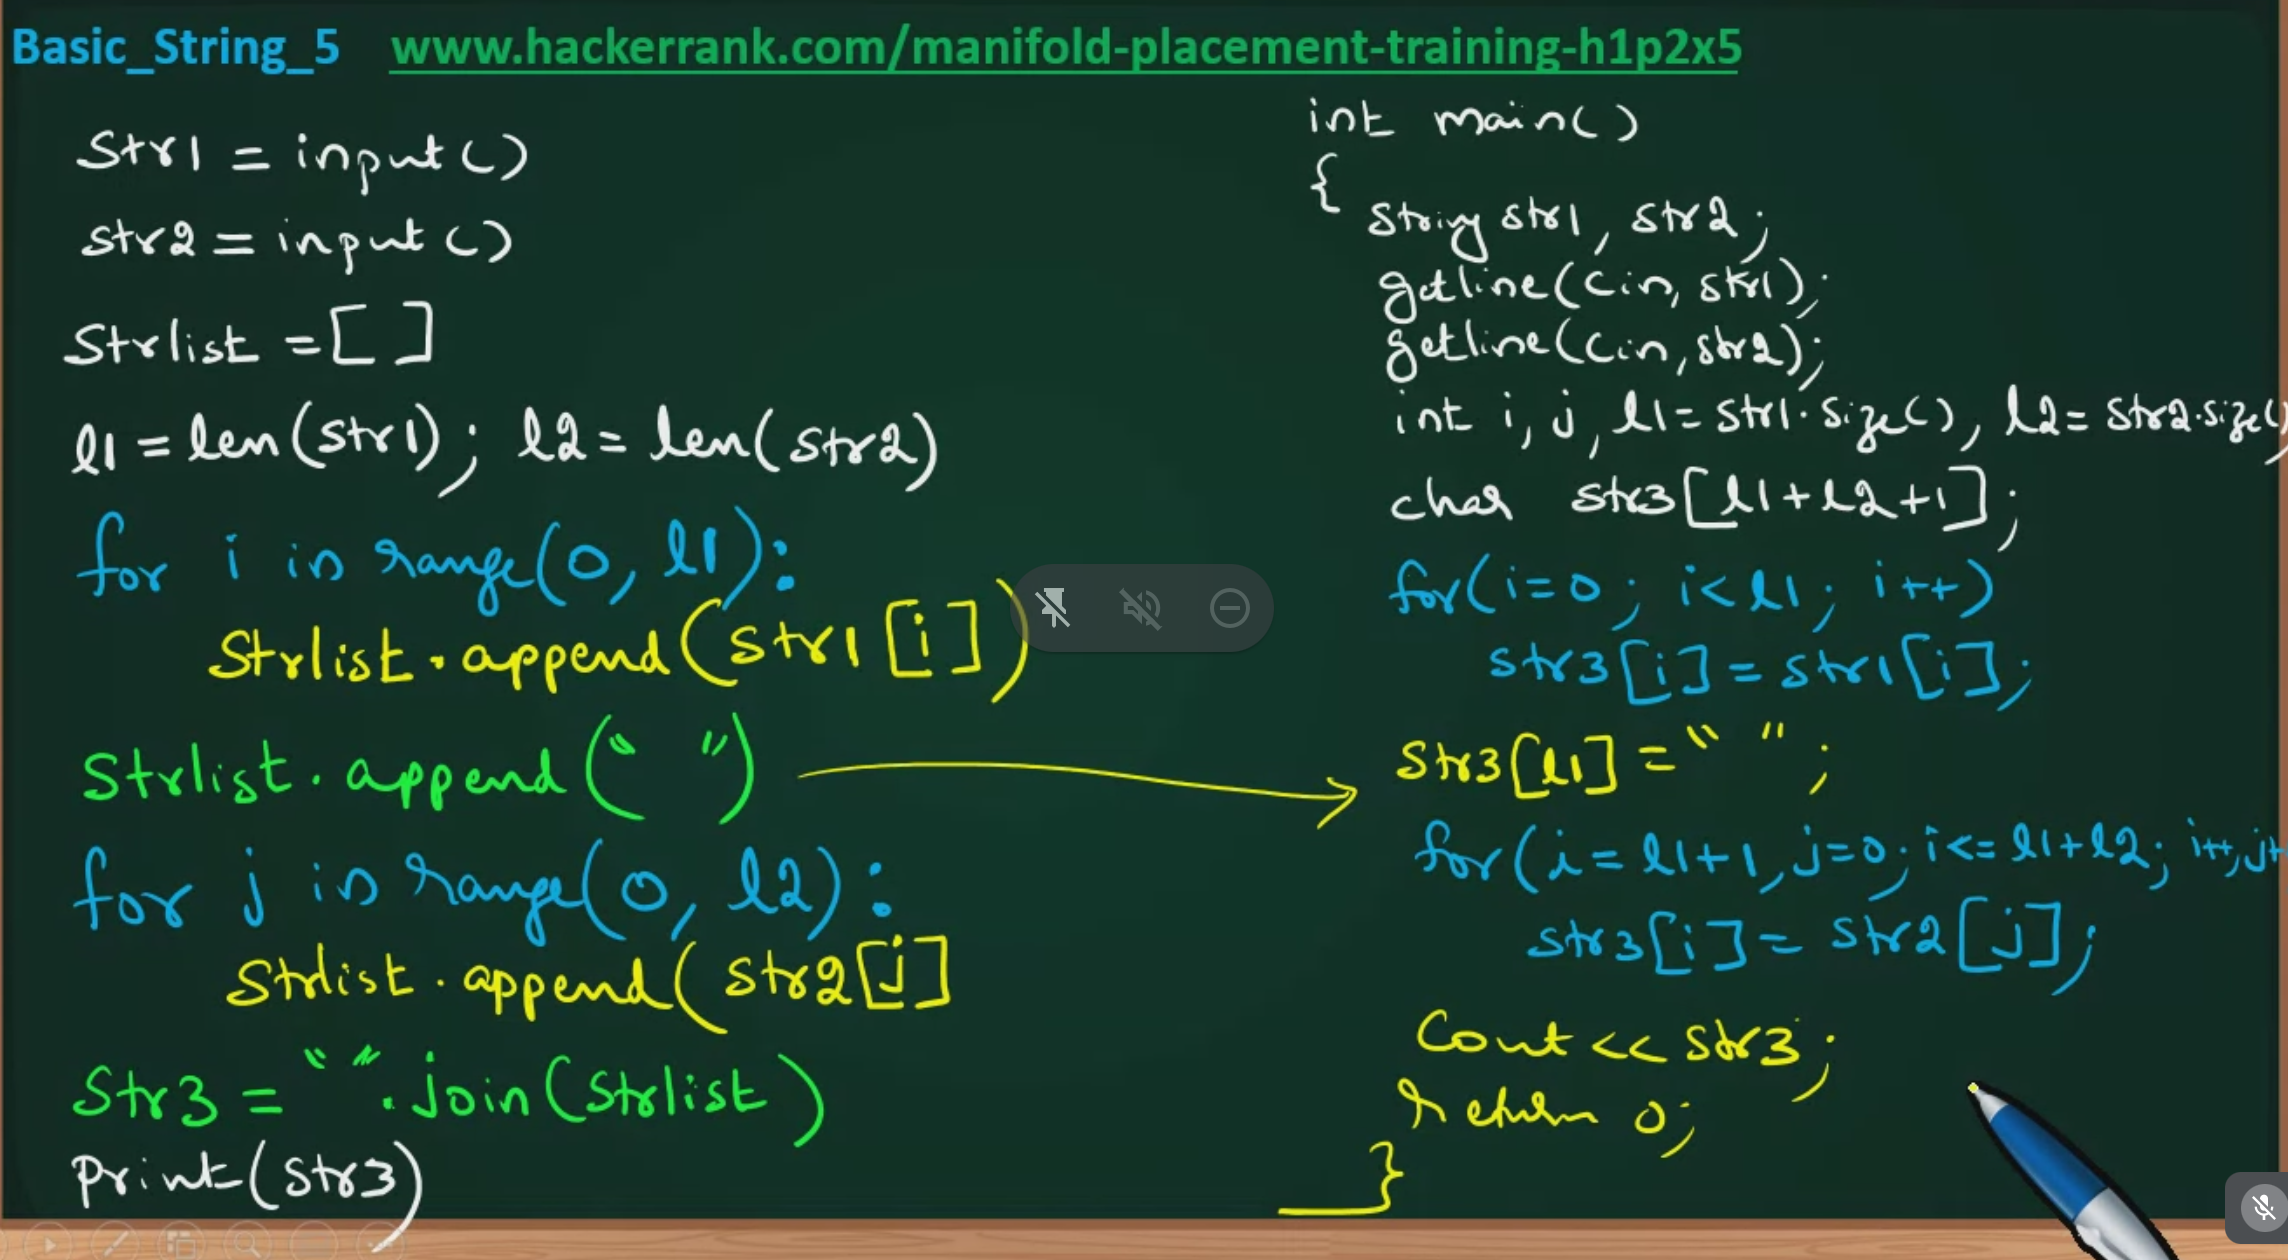 Basic_String_5 www.hackerrank.com/manifold-placement-training-h1p2x5
Str1 = input()
str2 = input()
Strlist = [ ]
l1 = len(str1); l2 = len(str2)
for i in range(0, l1):
Strlist.append(str1[i])
Strlist.append(" ")
for j in range(0, l2):
Strlist.append(str2[j]
Str3 = "".join(Strlist)
Print(str3)
int main()
{
String str1, str2;
getline(cin, str1);
getline(cin, str2);
int i, j, l1=str1.size(), l2=str2.size()
char str3[l1+l2+1];
for(i=0; i<l1; i++)
str3[i]=str1[i];
Str3[l1]=" ";
for(i=l1+1, j=0; i<=l1+l2; i++, j+
str3[i]=str2[j];
Cout << str3;
return 0;
}